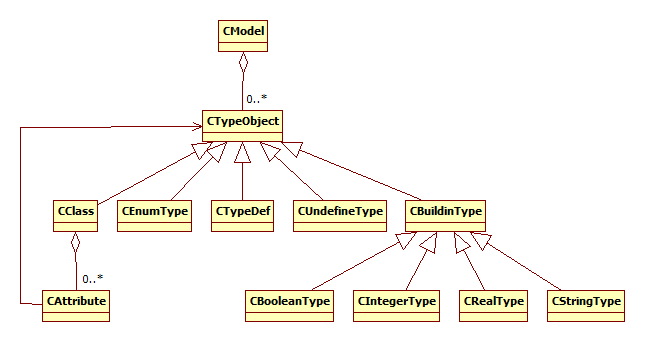 CModel
0..*
CTypeObject
CClass
CEnumType
CTypeDef
CUndefineType
CBuildinType
0..*
CAttribute
CBooleanType
CIntegerType
CRealType
CStringType